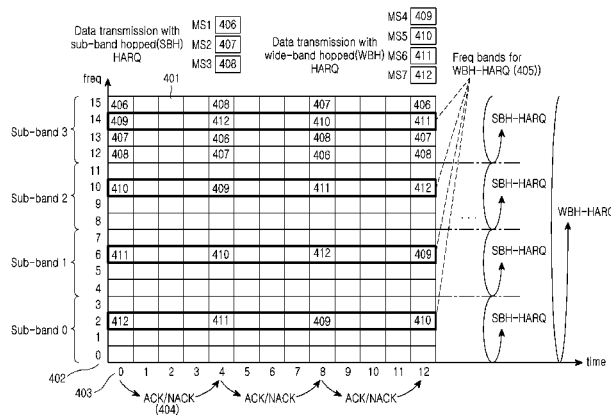 Data transmission with
sub-band hopped(SBH)
HARQ
MS1 406
MS2 407
MS3 408
Data transmission with
wide-band hopped(WBH)
HARQ
MS4 409
MS5 410
MS6 411
MS7 412
Freq bands for
WBH-HARQ (405))
freq
401
15 406 408 407 406
14 409 412 410 411
13 407 406 408 407
12 408 407 406 408
11
10 410 409 411 412
9
8
7
6 411 410 412 409
5
4
3
2 412 411 409 410
1
0
Sub-band 3
Sub-band 2
Sub-band 1
Sub-band 0
SBH-HARQ
SBH-HARQ
SBH-HARQ
SBH-HARQ
WBH-HARQ
...
402
403
0 1 2 3 4 5 6 7 8 9 10 11 12
time
ACK/NACK
(404)
ACK/NACK
ACK/NACK